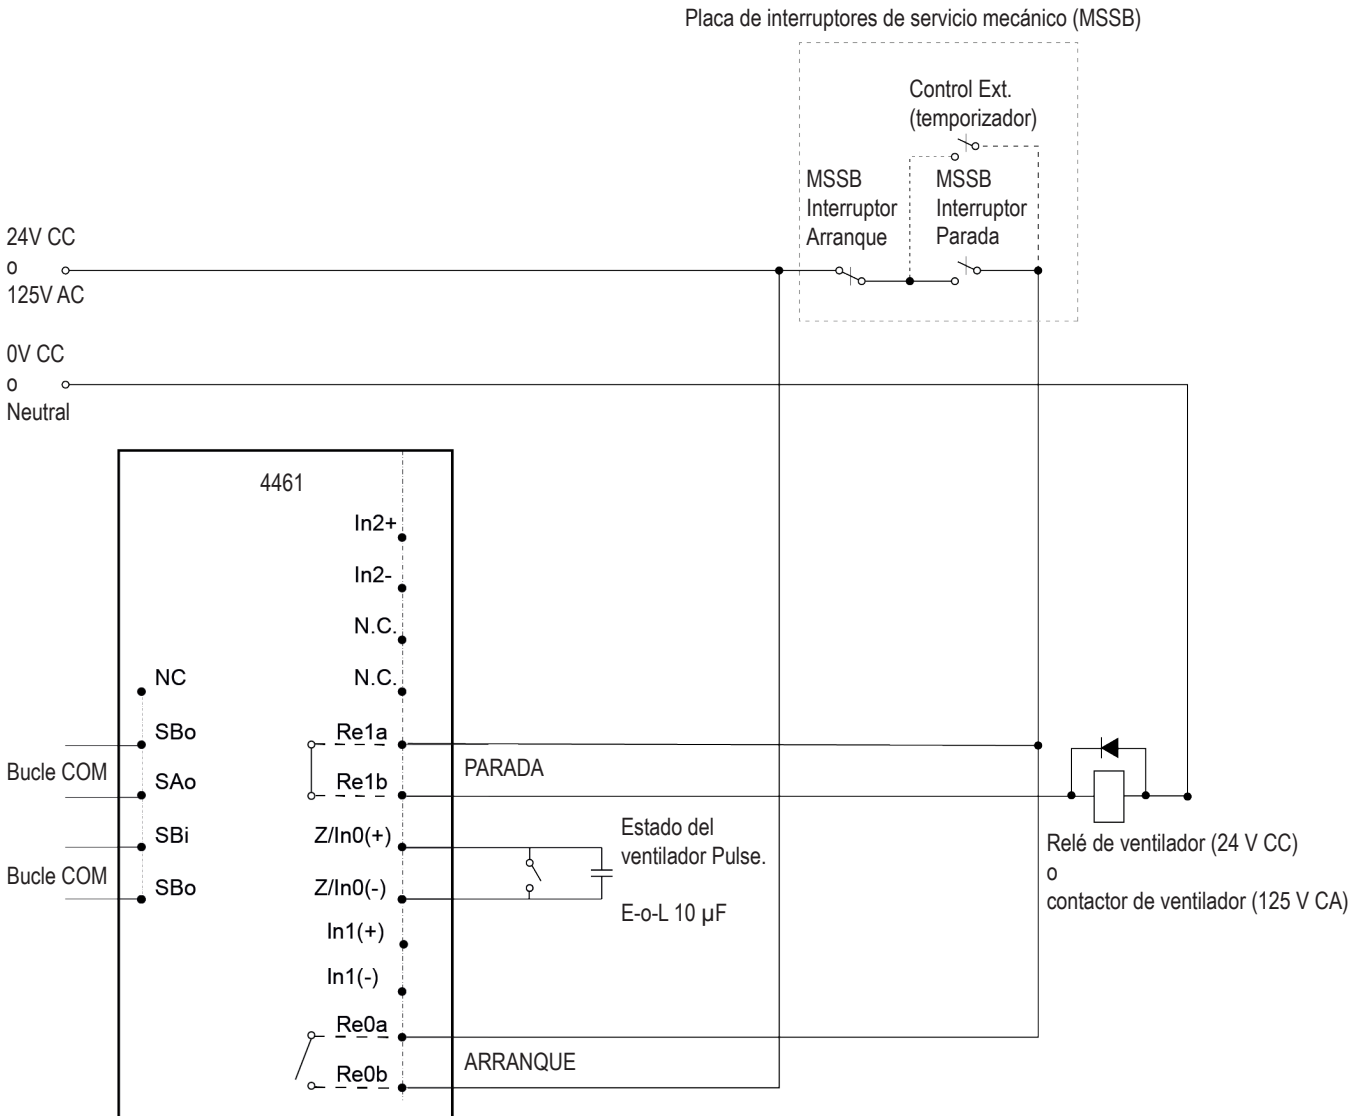 Placa de interruptores de servicio mecánico (MSSB)
Control Ext.
(temporizador)
MSSB
Interruptor
Arranque
MSSB
Interruptor
Parada
24V CC
o
125V AC
0V CC
o
Neutral
4461
In2+
In2-
N.C.
N.C.
NC
SBo
SAo
SBi
SBo
Bucle COM
Bucle COM
Re1a
Re1b
PARADA
Z/In0(+)
Z/In0(-)
Estado del
ventilador Pulse.
E-o-L 10 µF
In1(+)
In1(-)
Re0a
Re0b
ARRANQUE
Relé de ventilador (24 V CC)
o
contactor de ventilador (125 V CA)